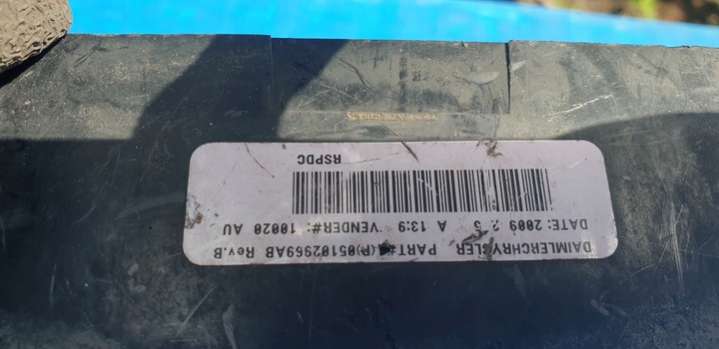 DAIMLERCHRYSLER PART#:(P)05102969AB Rev.B
DATE: 2009 2. 5 A 13:9 VENDER#: 10020 AU
RSPDC